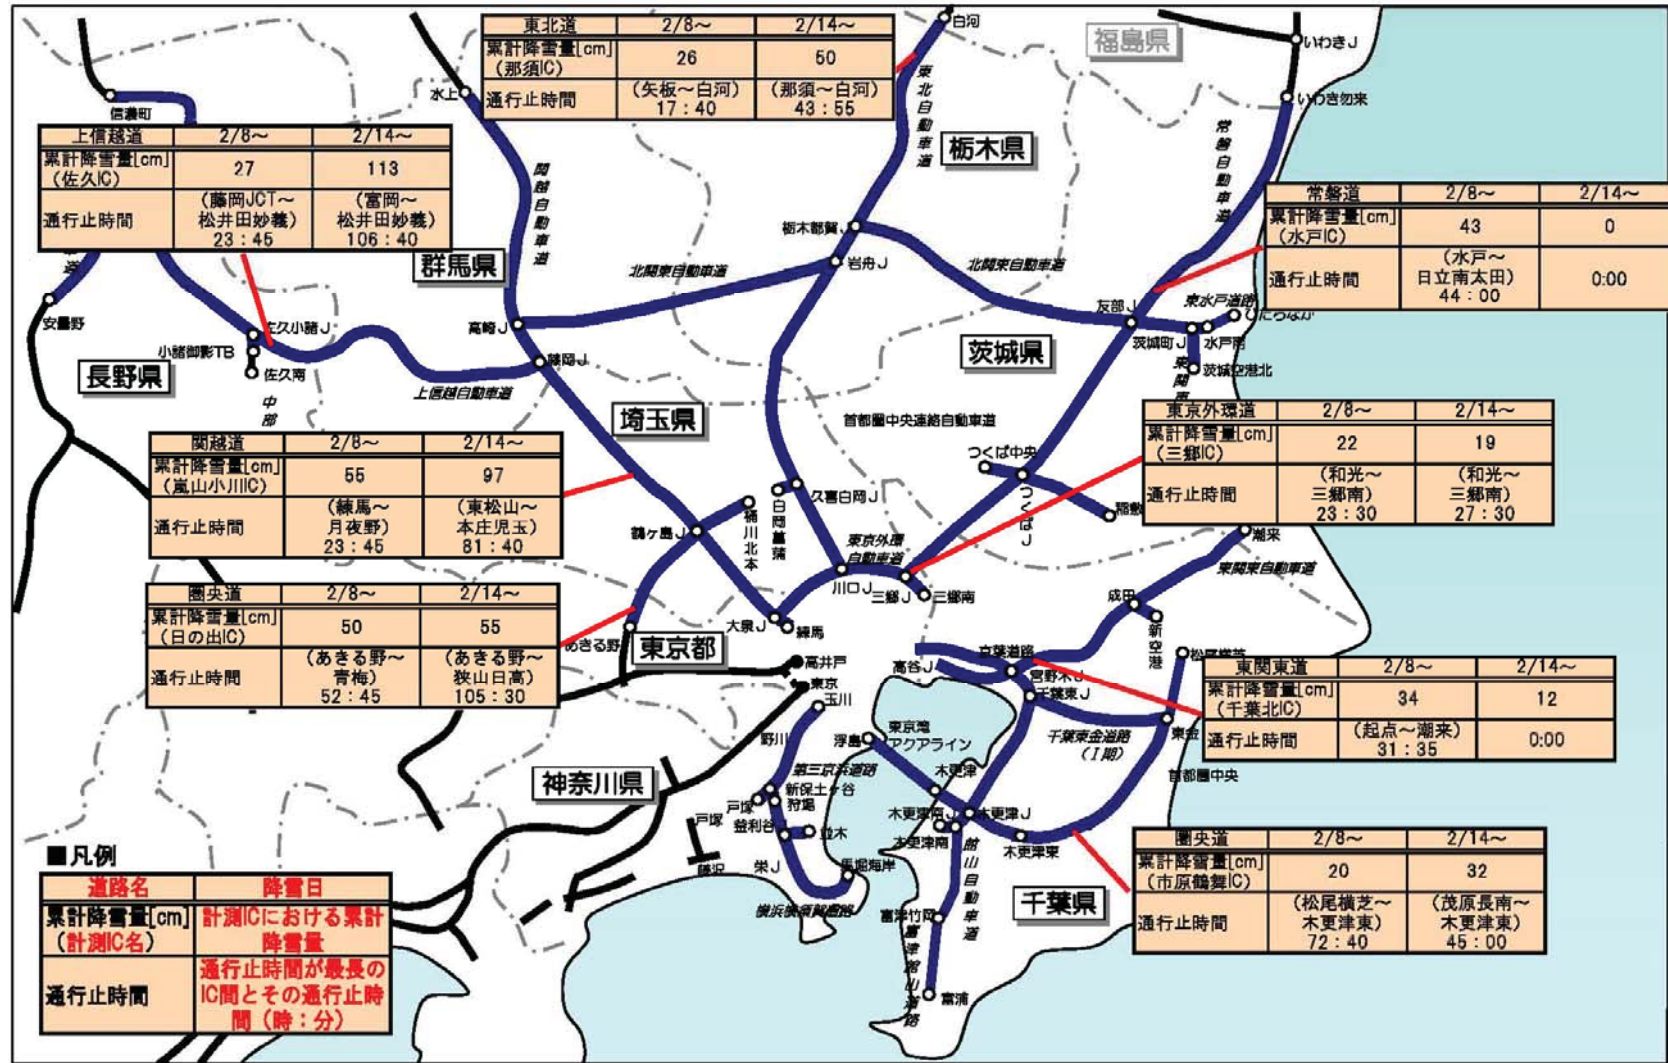 東北道 2/8～ 2/14～
累計降雪量[cm]
(那須IC) 26 50
通行止時間 (矢板～白河) (那須～白河)
17：40 43：55
白河
福島県
いわきJ
いわき勿来
信濃町
水上
東北自動車道
常磐自動車道
栃木県
上信越道 2/8～ 2/14～
累計降雪量[cm]
(佐久IC) 27 113
通行止時間
(藤岡JCT～
松井田妙義)
23：45
(富岡～
松井田妙義)
106：40
関越自動車道
群馬県
栃木都賀J
岩舟J
北関東自動車道
北関東自動車道
常磐道 2/8～ 2/14～
累計降雪量[cm]
(水戸IC) 43 0
通行止時間
(水戸～
日立南太田)
44：00
0:00
安曇野
佐久小諸J
小諸御影TB
佐久南
長野県
中部
高崎J
藤岡J
上信越自動車道
友部J
東水戸道路
ひたちなか
茨城町J
水戸南
茨城空港北
東関東
茨城県
埼玉県
首都圏中央連絡自動車道
つくば中央
つくばJ
稲敷
関越道 2/8～ 2/14～
累計降雪量[cm]
(嵐山小川IC) 55 97
通行止時間
(練馬～
月夜野)
23：45
(東松山～
本庄児玉)
81：40
東京外環道 2/8～ 2/14～
累計降雪量[cm]
(三郷IC) 22 19
通行止時間
(和光～
三郷南)
23：30
(和光～
三郷南)
27：30
鶴ヶ島J
桶川北本
白岡菖蒲
久喜白岡J
東京外環
自動車道
川口J
三郷J
三郷南
潮来
東関東自動車道
成田
新空港
圏央道 2/8～ 2/14～
累計降雪量[cm]
(日の出IC) 50 55
通行止時間
(あきる野～
青梅)
52：45
(あきる野～
狭山日高)
105：30
あきる野
大泉J
練馬
東京都
高井戸
東京
玉川
京葉道路
高谷J
宮野木J
千葉東J
松尾横芝
東金
千葉東金道路
(Ⅰ期)
首都圏中央
東関東道 2/8～ 2/14～
累計降雪量[cm]
(千葉北IC) 34 12
通行止時間
(起点～潮来)
31：35
0:00
神奈川県
野川
第三京浜道路
浮島
東京湾
アクアライン
新保土ヶ谷
狩場
戸塚
戸塚
並木
藤沢
栄J
馬堀海岸
横浜横須賀道路
木更津
木更津J
木更津南J
木更津南
木更津東
館山自動車道
富津竹岡
富津館山道路
富浦
千葉県
圏央道 2/8～ 2/14～
累計降雪量[cm]
(市原鶴舞IC) 20 32
通行止時間
(松尾横芝～
木更津東)
72：40
(茂原長南～
木更津東)
45：00
■凡例
道路名 降雪日
累計降雪量[cm]
(計測IC名)
計測ICにおける累計
降雪量
通行止時間
通行止時間が最長の
IC間とその通行止時
間（時：分）